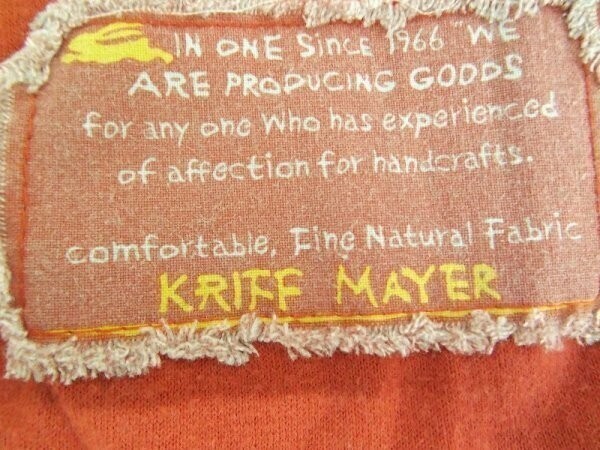 IN ONE Since 1966 "WE
ARE PRODUCING GOODS
for any one Who has experienced
of affection for handcrafts.
comfortable, Fine Natural Fabric
KRIFF MAYER